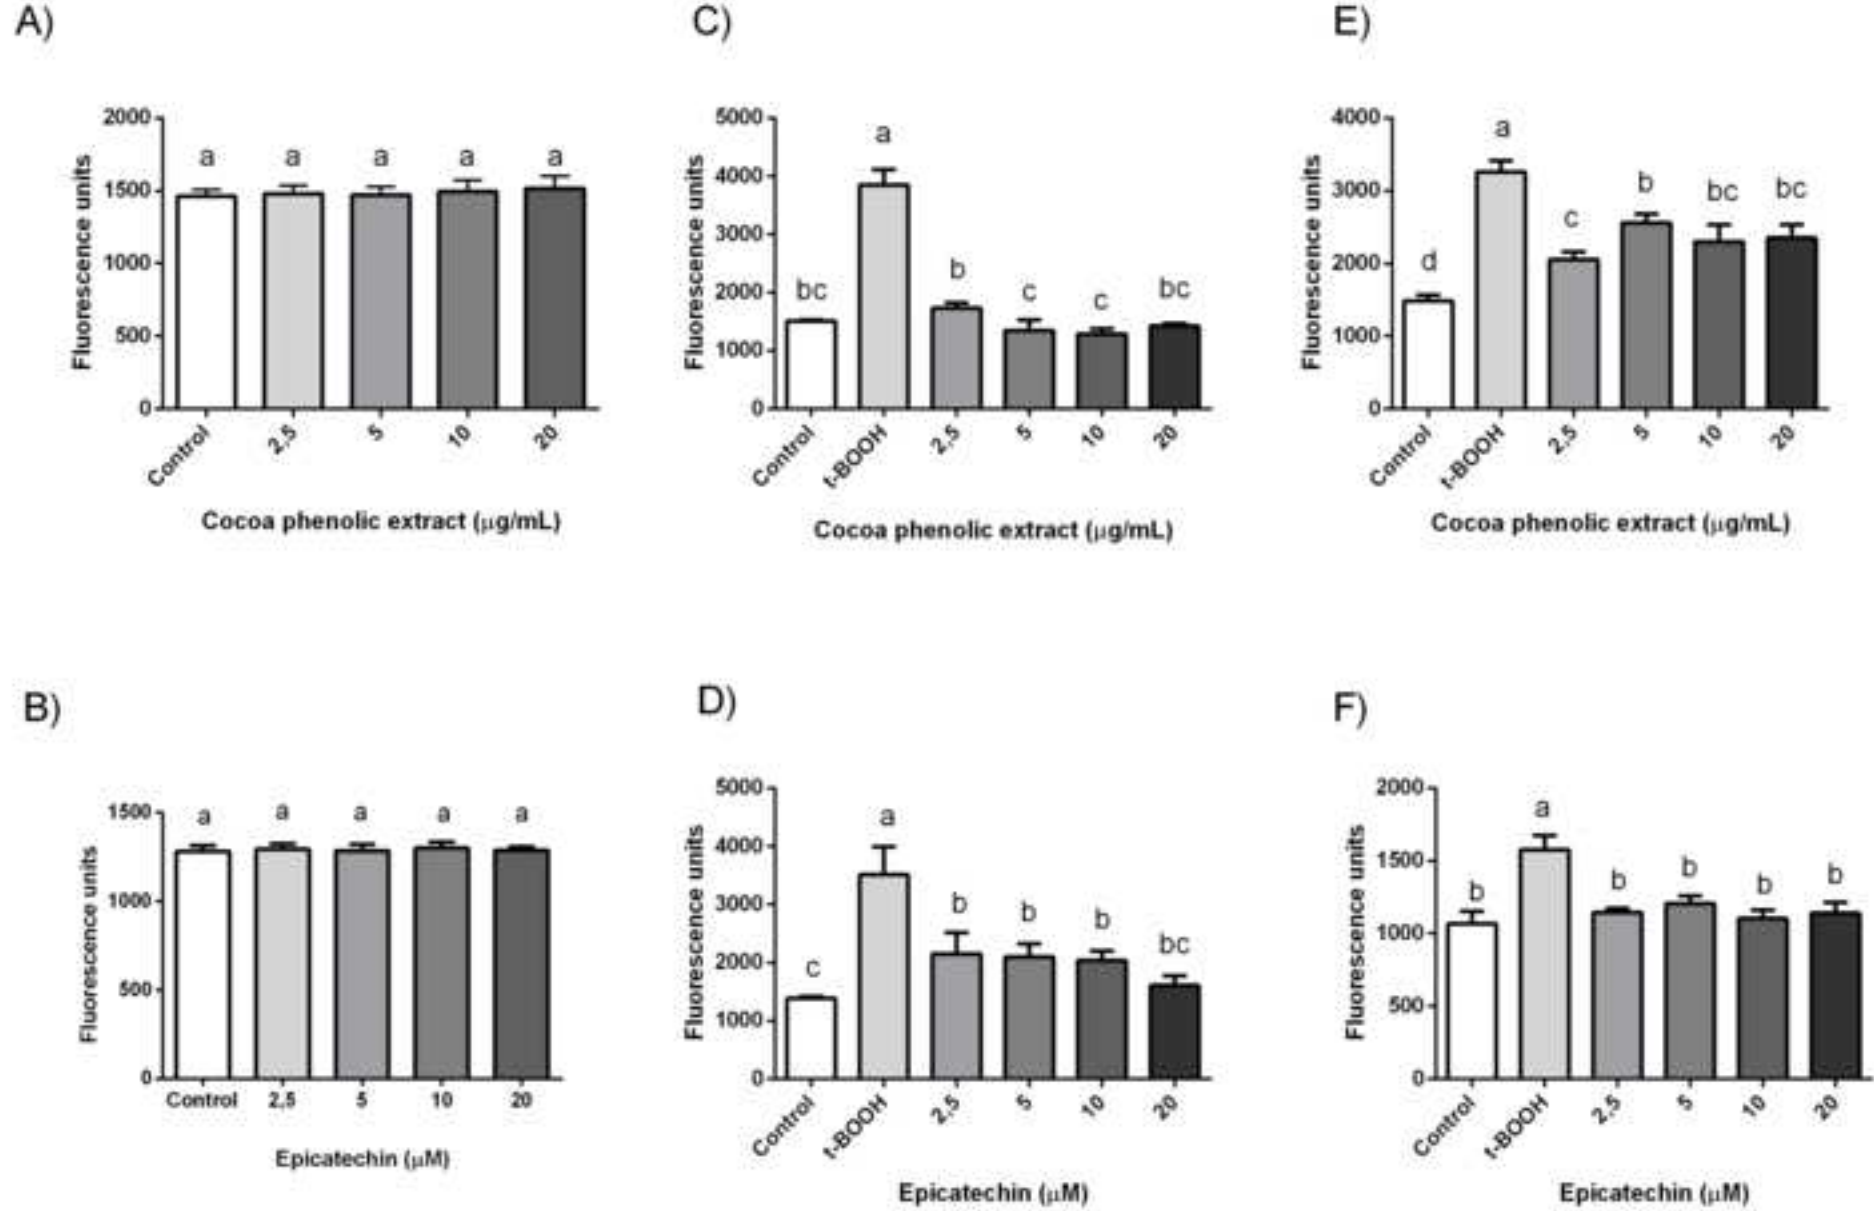 A)
2000
1500
1000
500
0
Fluorescence units
a a a a a
Control 2,5 5 10 20
Cocoa phenolic extract (μg/mL)
C)
5000
4000
3000
2000
1000
0
Fluorescence units
bc a b c c bc
Control t-BOOH 2,5 5 10 20
Cocoa phenolic extract (μg/mL)
E)
4000
3000
2000
1000
0
Fluorescence units
d a c b bc bc
Control t-BOOH 2,5 5 10 20
Cocoa phenolic extract (μg/mL)
B)
1500
1000
500
0
Fluorescence units
a a a a a
Control 2,5 5 10 20
Epicatechin (μM)
D)
5000
4000
3000
2000
1000
0
Fluorescence units
c a b b b bc
Control t-BOOH 2,5 5 10 20
Epicatechin (μM)
F)
2000
1500
1000
500
0
Fluorescence units
b a b b b b
Control t-BOOH 2,5 5 10 20
Epicatechin (μM)